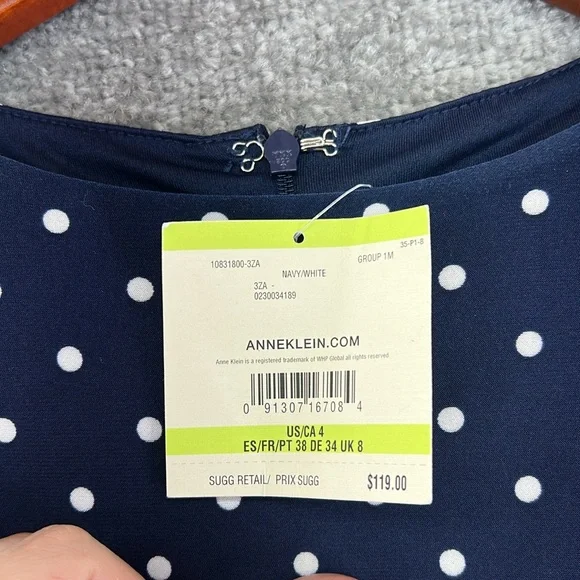 35-P1-8
10831800-3ZA GROUP 1M
NAVY/WHITE
3ZA -
0230034189
ANNEKLEIN.COM
Anne Klein is a registered trademark of WHP Global all rights reserved
0 91307 16708 4
US/CA 4
ES/FR/PT 38 DE 34 UK 8
SUGG RETAIL/ PRIX SUGG $119.00